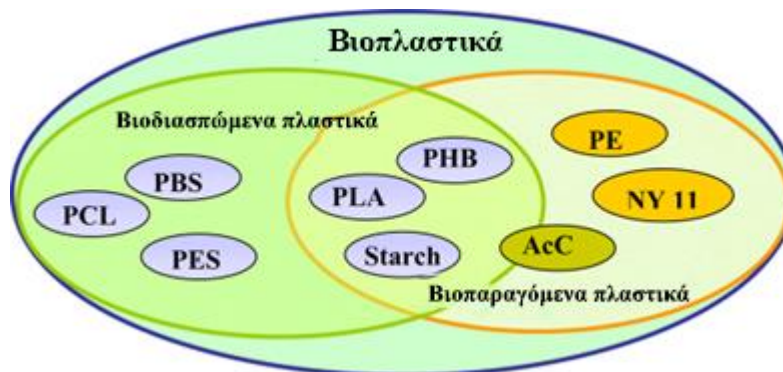 Βιοπλαστικά
Βιοδιασπώμενα πλαστικά
PE
PHB
PBS
PLA
NY 11
PCL
AcC
PES
Starch
Βιοπαραγόμενα πλαστικά